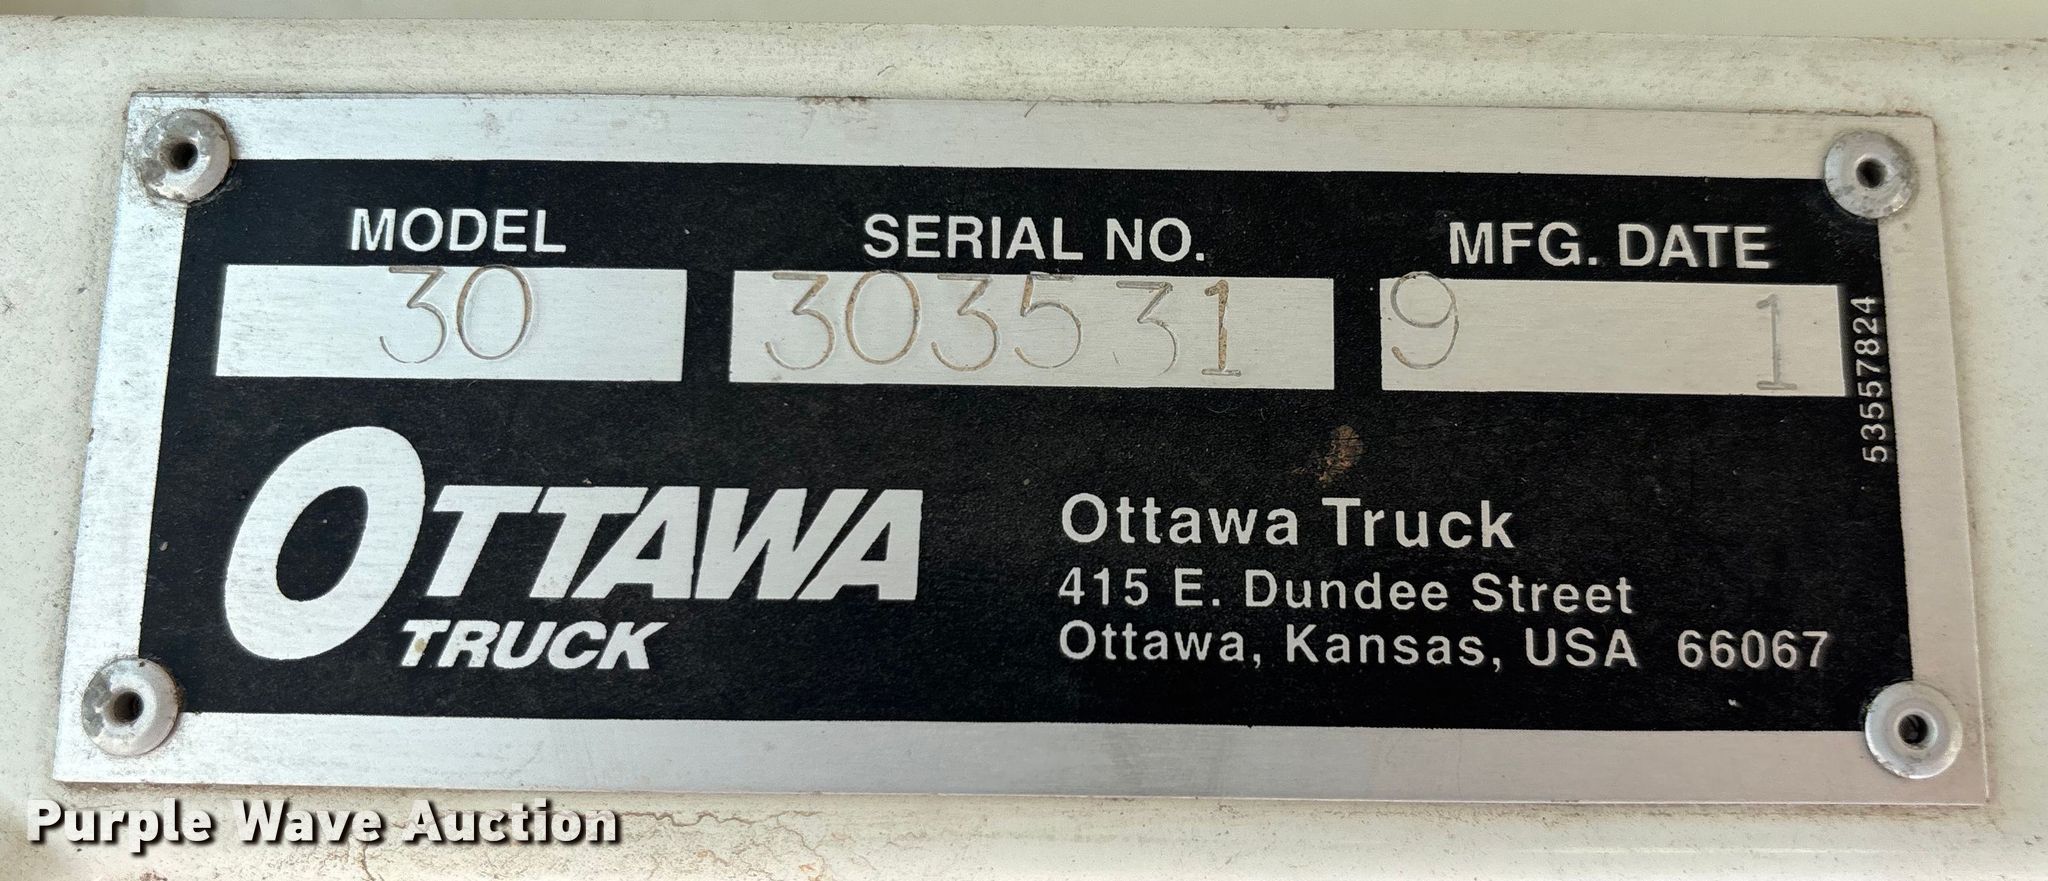 MODEL SERIAL NO. MFG. DATE
30 303531 9 1
53557824
OTTAWA
TRUCK
Ottawa Truck
415 E. Dundee Street
Ottawa, Kansas, USA 66067
Purple Wave Auction